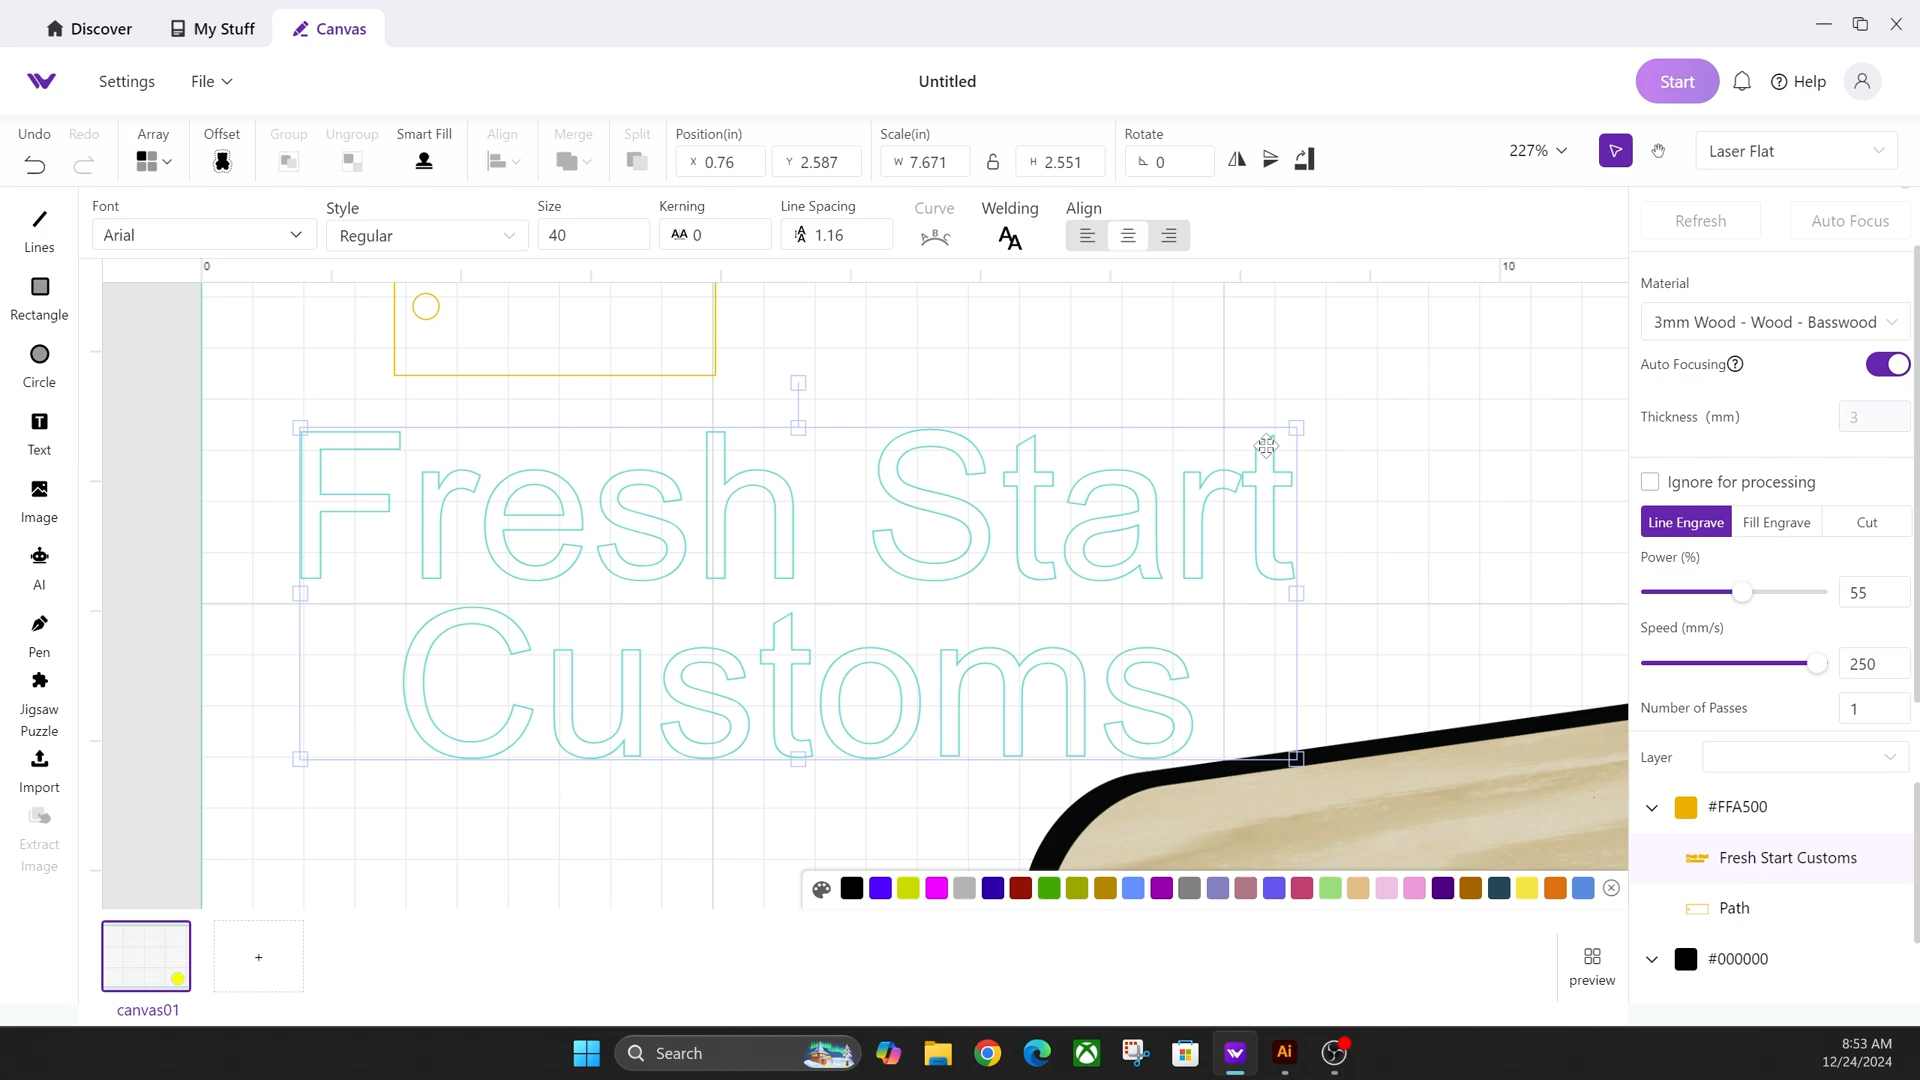 Discover
My Stuff
Canvas
Settings
File
Untitled
Start
Help
Undo
Redo
Array
Offset
Group
Ungroup
Smart Fill
Align
Merge
Split
Position(in)
X 0.76
Y 2.587
Scale(in)
W 7.671
H 2.551
Rotate
0
227%
Laser Flat
Font
Arial
Style
Regular
Size
40
Kerning
AA 0
Line Spacing
1.16
Curve
Welding
Align
Refresh
Auto Focus
0
10
Lines
Rectangle
Circle
Text
Image
AI
Pen
Jigsaw
Puzzle
Import
Extract
Image
Fresh Start
Customs
Material
3mm Wood - Wood - Basswood
Auto Focusing
Thickness (mm)
3
Ignore for processing
Line Engrave
Fill Engrave
Cut
Power (%)
55
Speed (mm/s)
250
Number of Passes
1
Layer
#FFA500
Fresh Start Customs
Path
#000000
canvas01
+
preview
Search
Ai
8:53 AM
12/24/2024